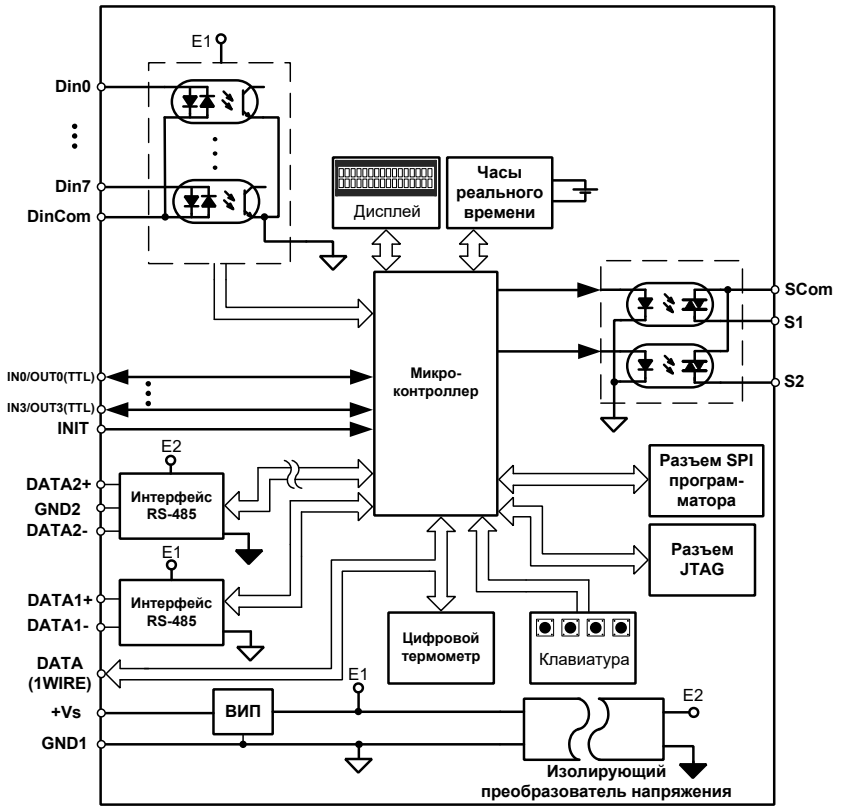 E1
Din0
Din7
DinCom
Дисплей
Часы
реального
времени
SCom
S1
S2
Микро-
контроллер
IN0/OUT0(TTL)
IN3/OUT3(TTL)
INIT
E2
DATA2+
GND2
DATA2-
Интерфейс
RS-485
Разъем SPI
програм-
матора
E1
DATA1+
DATA1-
Интерфейс
RS-485
Разъем
JTAG
Цифровой
термометр
Клавиатура
DATA
(1WIRE)
+Vs
GND1
ВИП
E1
E2
Изолирующий
преобразователь напряжения